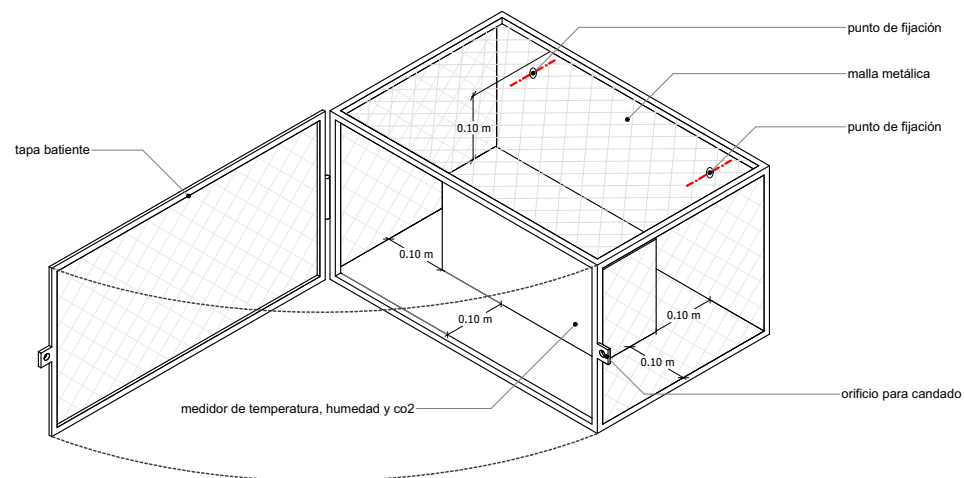 punto de fijación
malla metálica
punto de fijación
0.10 m
tapa batiente
0.10 m
0.10 m
0.10 m
0.10 m
orificio para candado
medidor de temperatura, humedad y co2